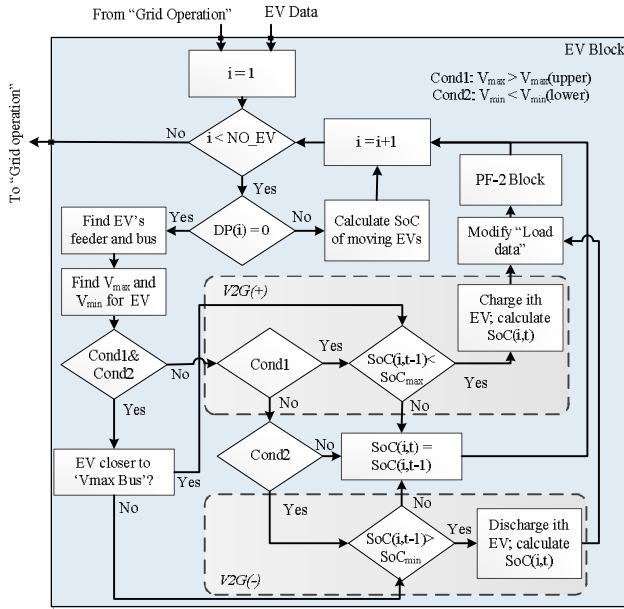 From “Grid Operation”
EV Data
EV Block
i = 1
Cond1: Vmax > Vmax(upper)
Cond2: Vmin < Vmin(lower)
To “Grid operation”
No
i < NO_EV
i = i+1
Yes
PF-2 Block
Find EV’s
feeder and bus
Yes
DP(i) = 0
No
Calculate SoC
of moving EVs
Modify “Load
data”
Find Vmax and
Vmin for EV
V2G(+)
Charge ith
EV; calculate
SoC(i,t)
Cond1&
Cond2
No
Cond1
Yes
SoC(i,t-1)<
SoCmax
Yes
Yes
No
No
EV closer to
‘Vmax Bus’?
Yes
Cond2
No
SoC(i,t) =
SoC(i,t-1)
No
Yes
No
SoC(i,t-1)>
SoCmin
Yes
Discharge ith
EV; calculate
SoC(i,t)
V2G(-)